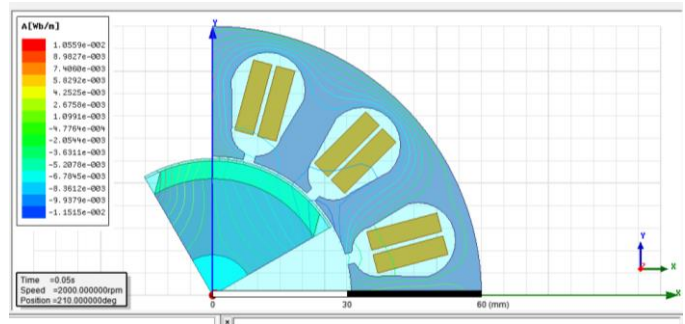 A[Wb/m]
1.0559e-002
8.9827e-003
7.4060e-003
5.8292e-003
4.2525e-003
2.6758e-003
1.0991e-003
-4.7764e-004
-2.0544e-003
-3.6311e-003
-5.2078e-003
-6.7845e-003
-8.3612e-003
-9.9379e-003
-1.1515e-002
Y
Y
X
Z
Time =0.05s
Speed =2000.000000rpm
Position =210.000000deg
X
0 30 60 (mm)